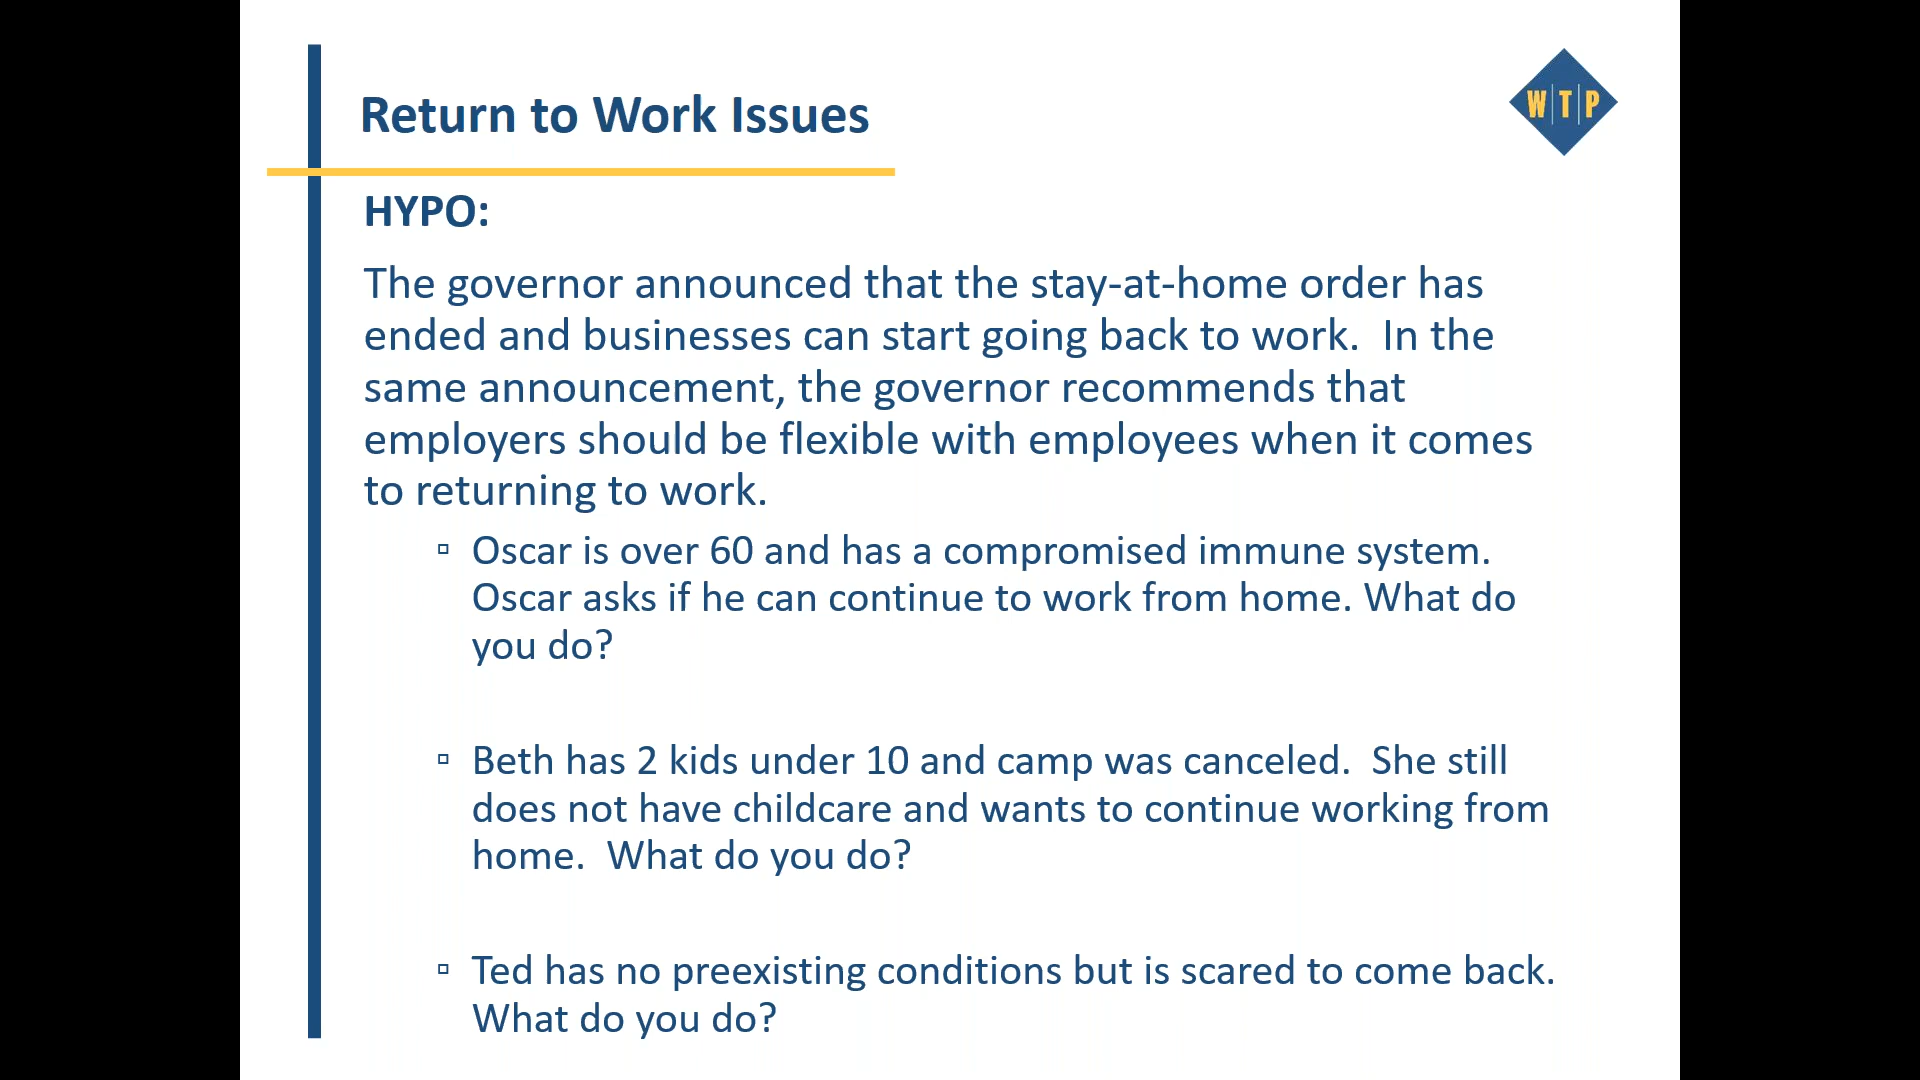 Return to Work Issues
W|T|P
HYPO:
The governor announced that the stay-at-home order has
ended and businesses can start going back to work.  In the
same announcement, the governor recommends that
employers should be flexible with employees when it comes
to returning to work.
▫ Oscar is over 60 and has a compromised immune system.
Oscar asks if he can continue to work from home. What do
you do?
▫ Beth has 2 kids under 10 and camp was canceled.  She still
does not have childcare and wants to continue working from
home.  What do you do?
▫ Ted has no preexisting conditions but is scared to come back.
What do you do?